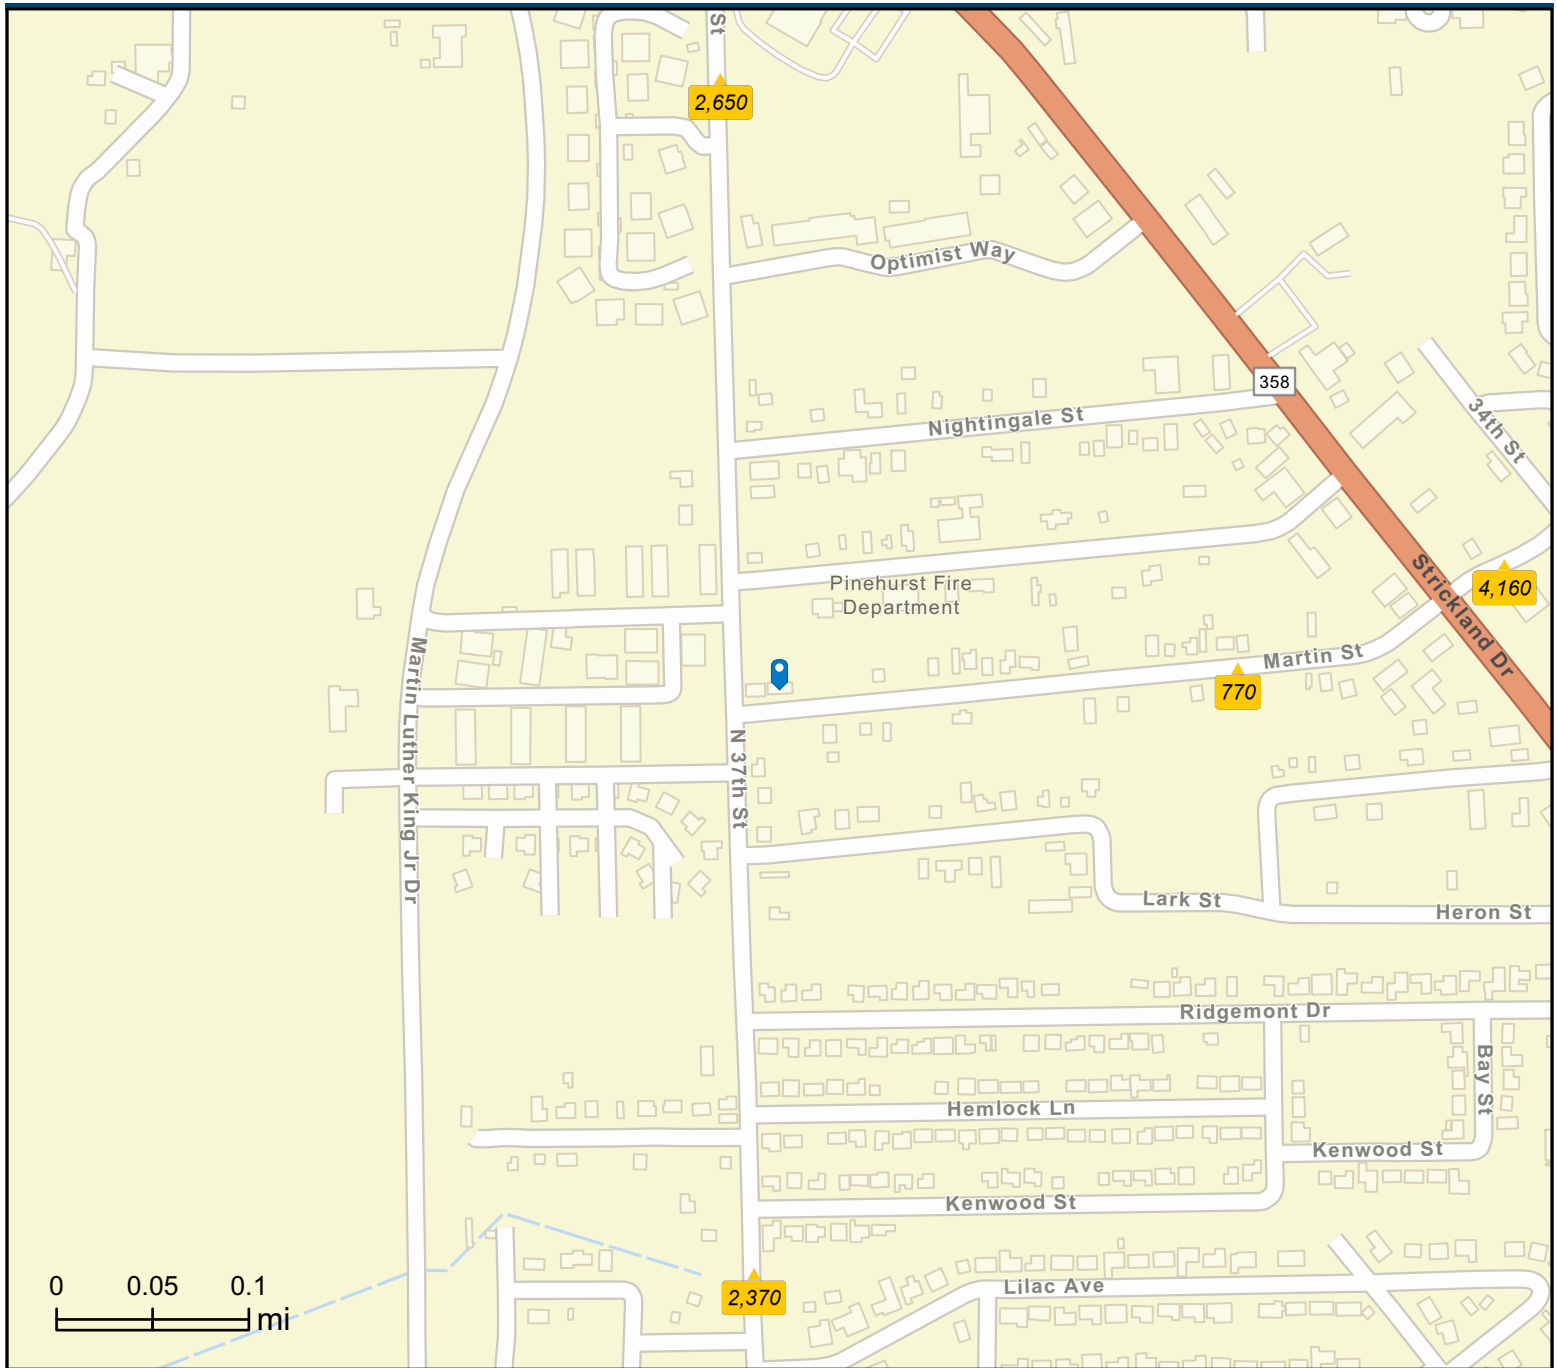 St
2,650
Optimist Way
358
Nightingale St
34th St
Pinehurst Fire
Department
4,160
Strickland Dr
Martin St
770
Martin Luther King Jr Dr
N 37th St
Lark St
Heron St
Ridgemont Dr
Bay St
Hemlock Ln
Kenwood St
Kenwood St
Lilac Ave
2,370
0 0.05 0.1
mi